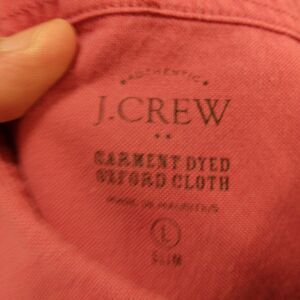 AUTHENTIC
J.CREW
GARMENT DYED
OXFORD CLOTH
MADE IN MAURITIUS
L
SLIM